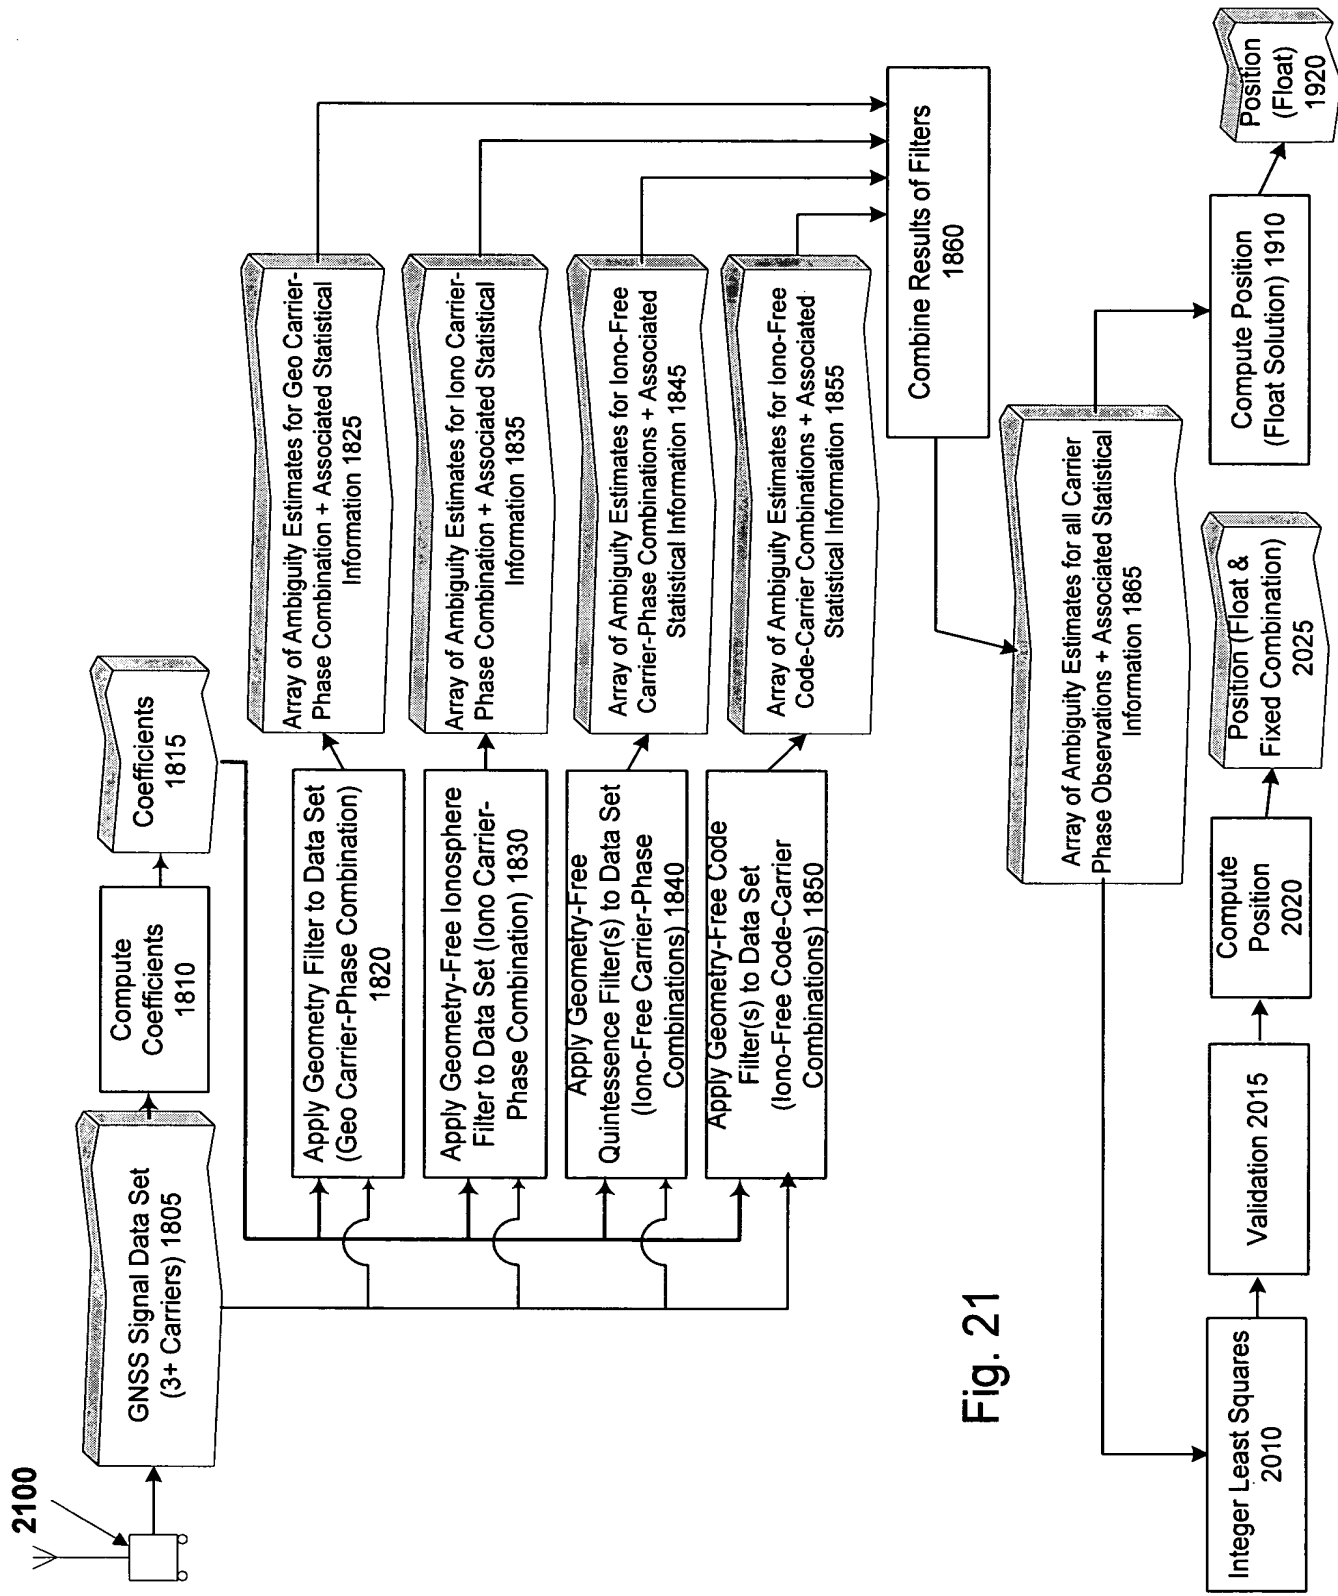 2100
GNSS Signal Data Set
(3+ Carriers) 1805
Compute
Coefficients
1810
Coefficients
1815
Apply Geometry Filter to Data Set
(Geo Carrier-Phase Combination)
1820
Array of Ambiguity Estimates for Geo Carrier-
Phase Combination + Associated Statistical
Information 1825
Apply Geometry-Free Ionosphere
Filter to Data Set (Iono Carrier-
Phase Combination) 1830
Array of Ambiguity Estimates for Iono Carrier-
Phase Combination + Associated Statistical
Information 1835
Apply Geometry-Free
Quintessence Filter(s) to Data Set
(Iono-Free Carrier-Phase
Combinations) 1840
Array of Ambiguity Estimates for Iono-Free
Carrier-Phase Combinations + Associated
Statistical Information 1845
Apply Geometry-Free Code
Filter(s) to Data Set
(Iono-Free Code-Carrier
Combinations) 1850
Array of Ambiguity Estimates for Iono-Free
Code-Carrier Combinations + Associated
Statistical Information 1855
Combine Results of Filters
1860
Fig. 21
Array of Ambiguity Estimates for all Carrier
Phase Observations + Associated Statistical
Information 1865
Integer Least Squares
2010
Validation 2015
Compute
Position
2020
Position (Float &
Fixed Combination)
2025
Compute Position
(Float Solution) 1910
Position
(Float)
1920